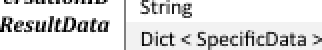 String
ResultData
Dict < SpecificData >